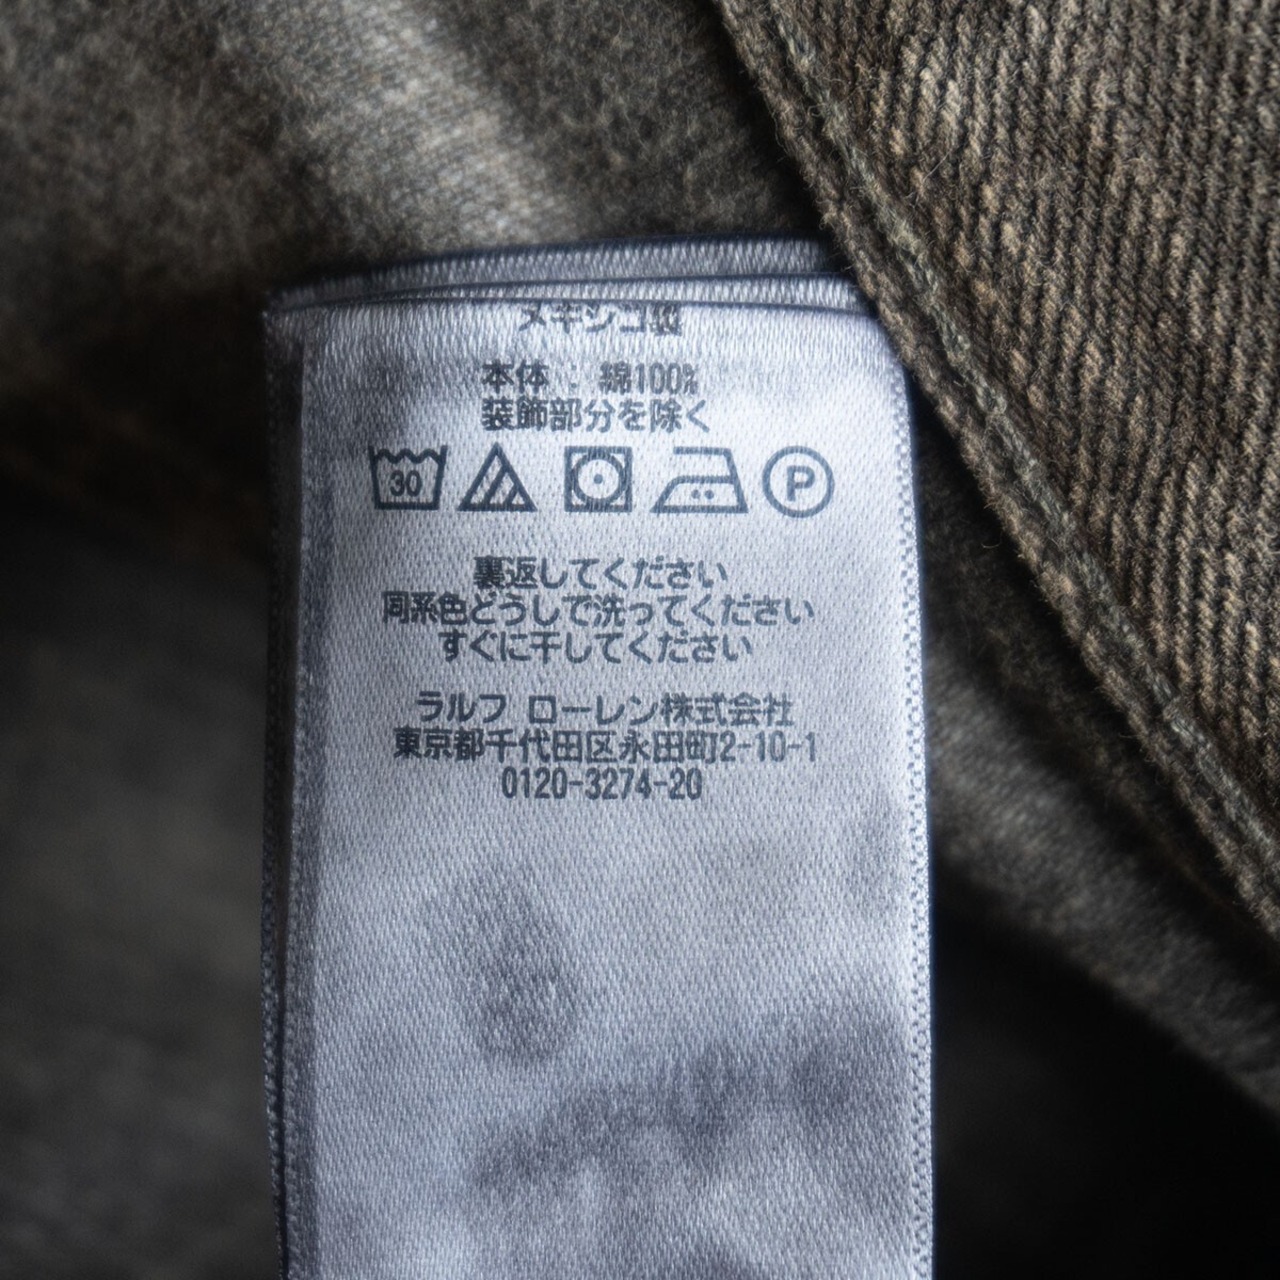 メキシコ製
本体 : 綿100%
装飾部分を除く
30 P
裏返してください
同系色どうしで洗ってください
すぐに干してください
ラルフ ローレン株式会社
東京都千代田区永田町2-10-1
0120-3274-20